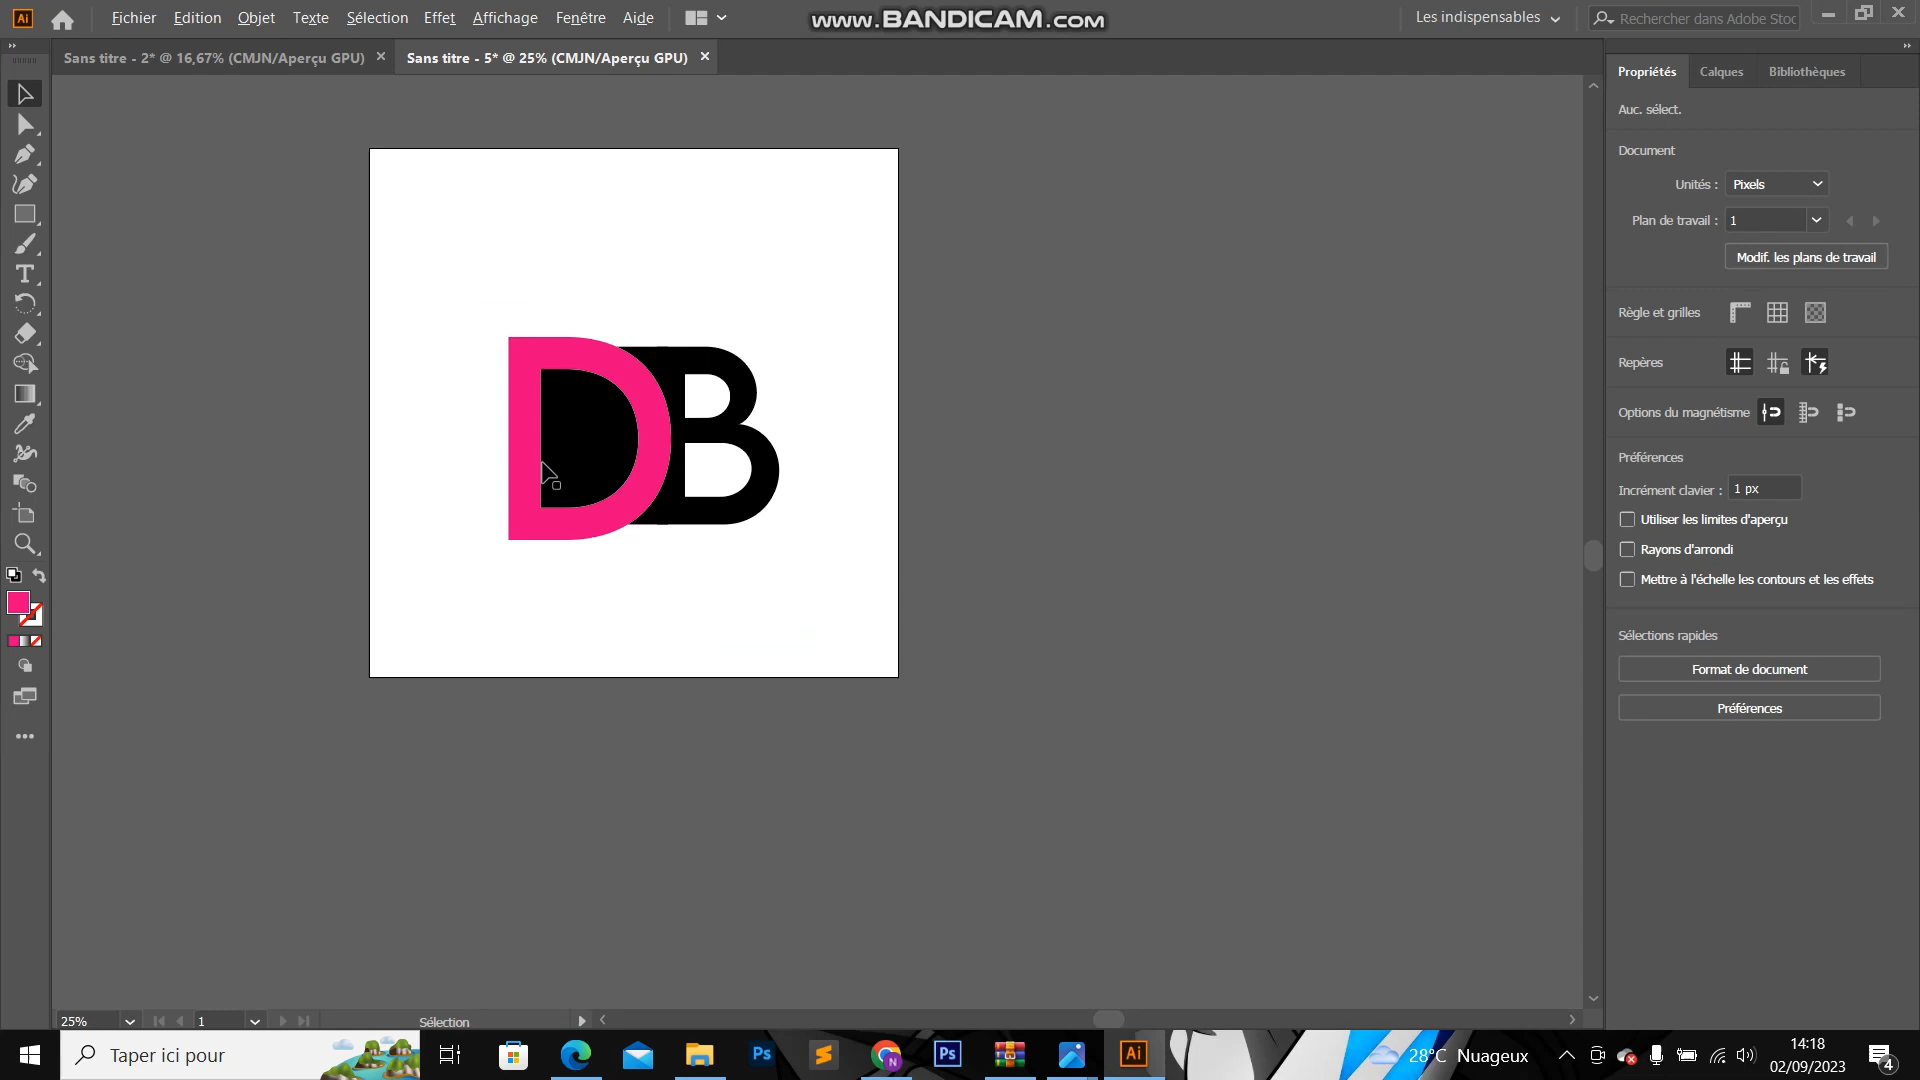 Ai Fichier Edition Objet Texte Sélection Effet Affichage Fenêtre Aide www.BANDICAM.com Les indispensables Rechercher dans Adobe Stoc
Sans titre - 2* @ 16,67% (CMJN/Aperçu GPU) Sans titre - 5* @ 25% (CMJN/Aperçu GPU)
Propriétés Calques Bibliothèques
Auc. sélect.
Document
Unités : Pixels
Plan de travail : 1
Modif. les plans de travail
Règle et grilles
Repères
Options du magnétisme
Préférences
Incrément clavier : 1 px
Utiliser les limites d'aperçu
Rayons d'arrondi
Mettre à l'échelle les contours et les effets
Sélections rapides
Format de document
Préférences
DB
25% 1 Sélection
Taper ici pour
Ps Ps Ai
28°C Nuageux
14:18
02/09/2023
4